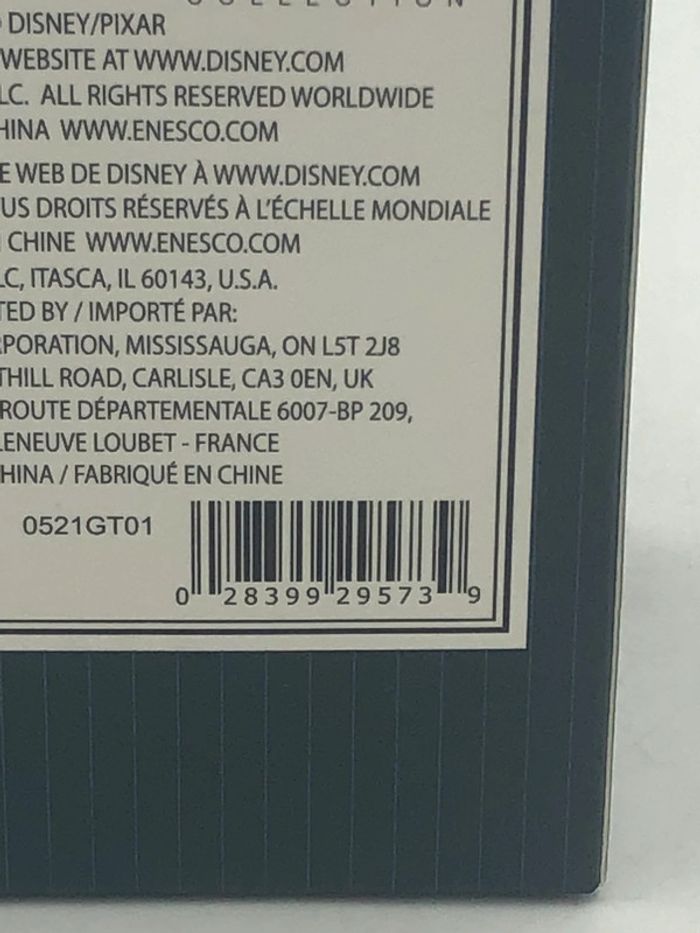 COLLECTION
DISNEY/PIXAR
WEBSITE AT WWW.DISNEY.COM
LC. ALL RIGHTS RESERVED WORLDWIDE
HINA WWW.ENESCO.COM
E WEB DE DISNEY À WWW.DISNEY.COM
US DROITS RÉSERVÉS À L'ÉCHELLE MONDIALE
CHINE WWW.ENESCO.COM
LC, ITASCA, IL 60143, U.S.A.
TED BY / IMPORTÉ PAR:
PORATION, MISSISSAUGA, ON L5T 2J8
THILL ROAD, CARLISLE, CA3 0EN, UK
ROUTE DÉPARTEMENTALE 6007-BP 209,
LENEUVE LOUBET - FRANCE
HINA / FABRIQUÉ EN CHINE
0521GT01
0 28399 29573 9